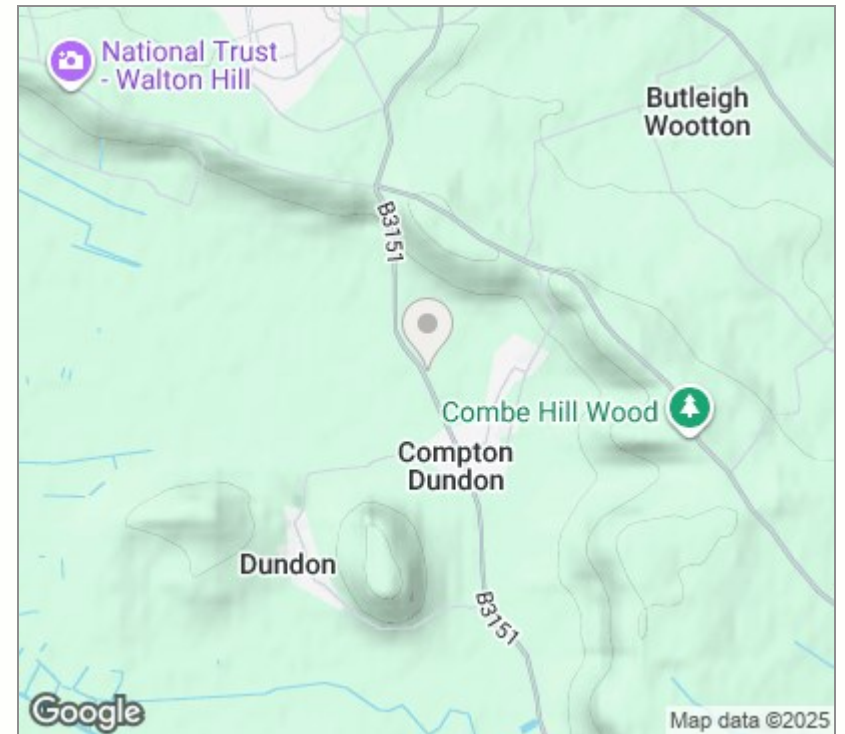 National Trust
- Walton Hill
Butleigh
Wootton
B3151
Combe Hill Wood
Compton
Dundon
Dundon
B3151
Google
Map data ©2025